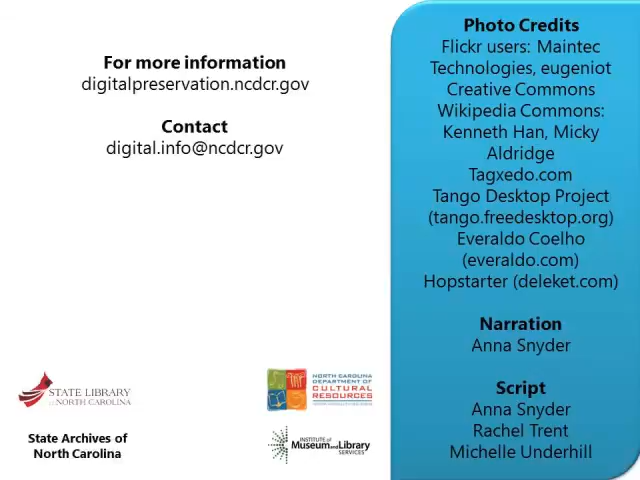 For more information
digitalpreservation.ncdcr.gov
Contact
digital.info@ncdcr.gov
STATE LIBRARY
OF NORTH CAROLINA
State Archives of
North Carolina
NORTH CAROLINA
DEPARTMENT OF
CULTURAL
RESOURCES
INSTITUTE of
Museum and Library
SERVICES
Photo Credits
Flickr users: Maintec
Technologies, eugeniot
Creative Commons
Wikipedia Commons:
Kenneth Han, Micky
Aldridge
Tagxedo.com
Tango Desktop Project
(tango.freedesktop.org)
Everaldo Coelho
(everaldo.com)
Hopstarter (deleket.com)
Narration
Anna Snyder
Script
Anna Snyder
Rachel Trent
Michelle Underhill